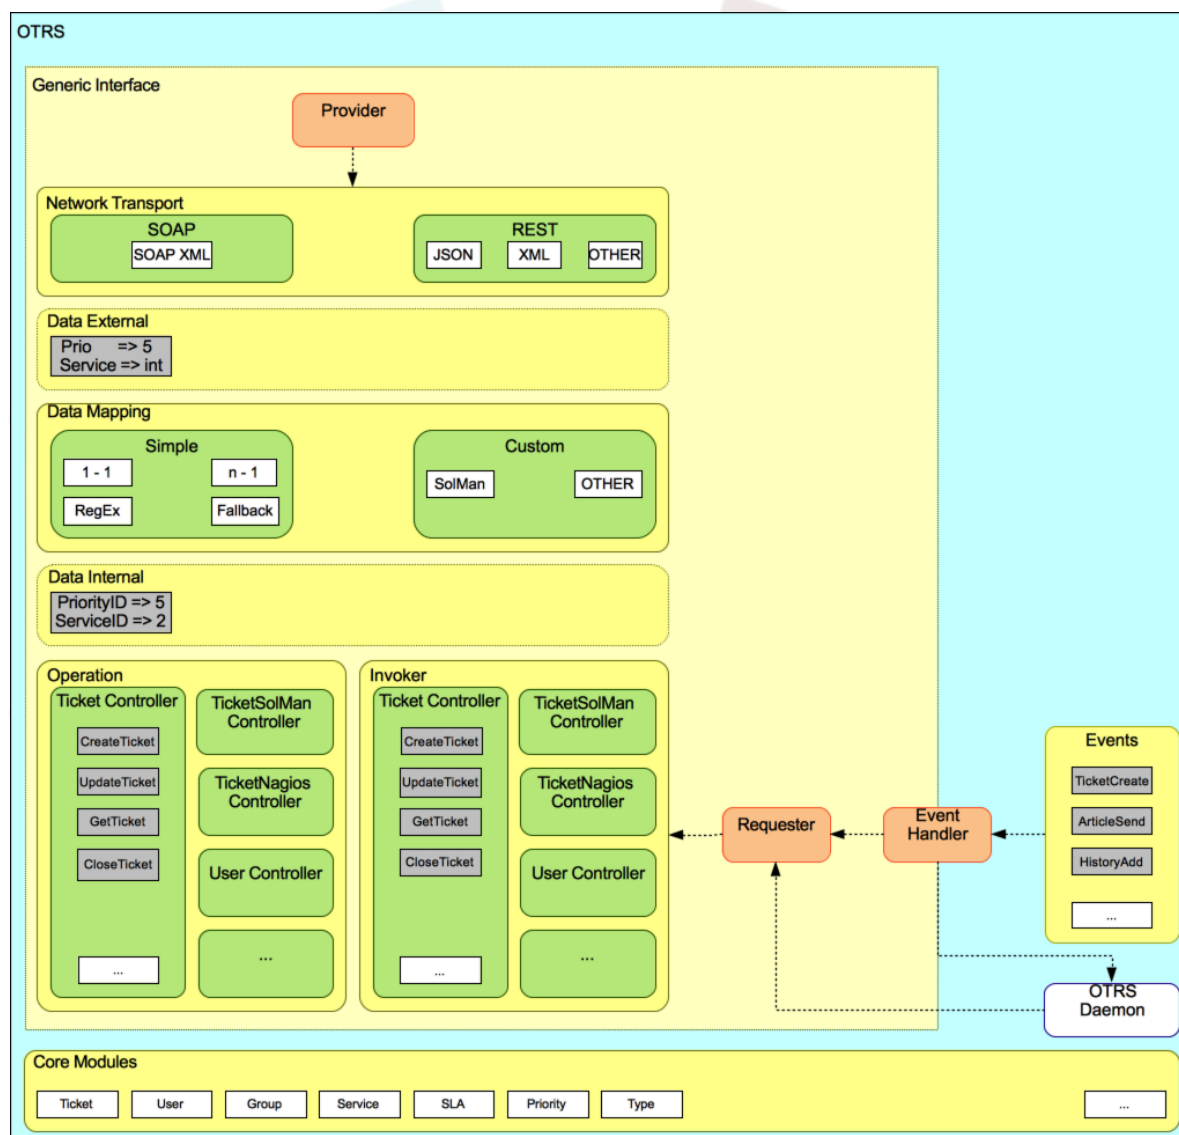 OTRS
Generic Interface
Provider
Network Transport
SOAP
SOAP XML
REST
JSON
XML
OTHER
Data External
Prio => 5
Service => int
Data Mapping
Simple
1 - 1
n - 1
RegEx
Fallback
Custom
SolMan
OTHER
Data Internal
PriorityID => 5
ServiceID => 2
Operation
Ticket Controller
CreateTicket
UpdateTicket
GetTicket
CloseTicket
...
TicketSolMan
Controller
TicketNagios
Controller
User Controller
...
Invoker
Ticket Controller
CreateTicket
UpdateTicket
GetTicket
CloseTicket
...
TicketSolMan
Controller
TicketNagios
Controller
User Controller
...
Requester
Event
Handler
Events
TicketCreate
ArticleSend
HistoryAdd
...
OTRS
Daemon
Core Modules
Ticket
User
Group
Service
SLA
Priority
Type
...